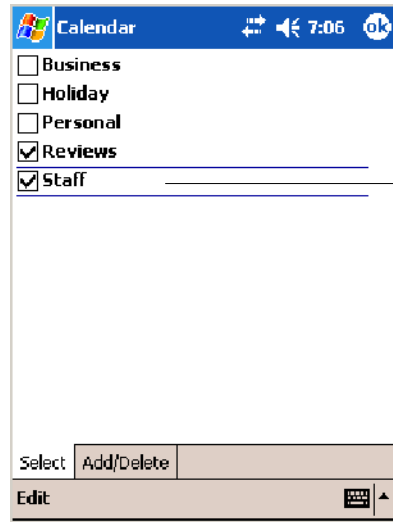 Calendar 7:06 ok
Business
Holiday
Personal
Reviews
Staff
Select Add/Delete
Edit